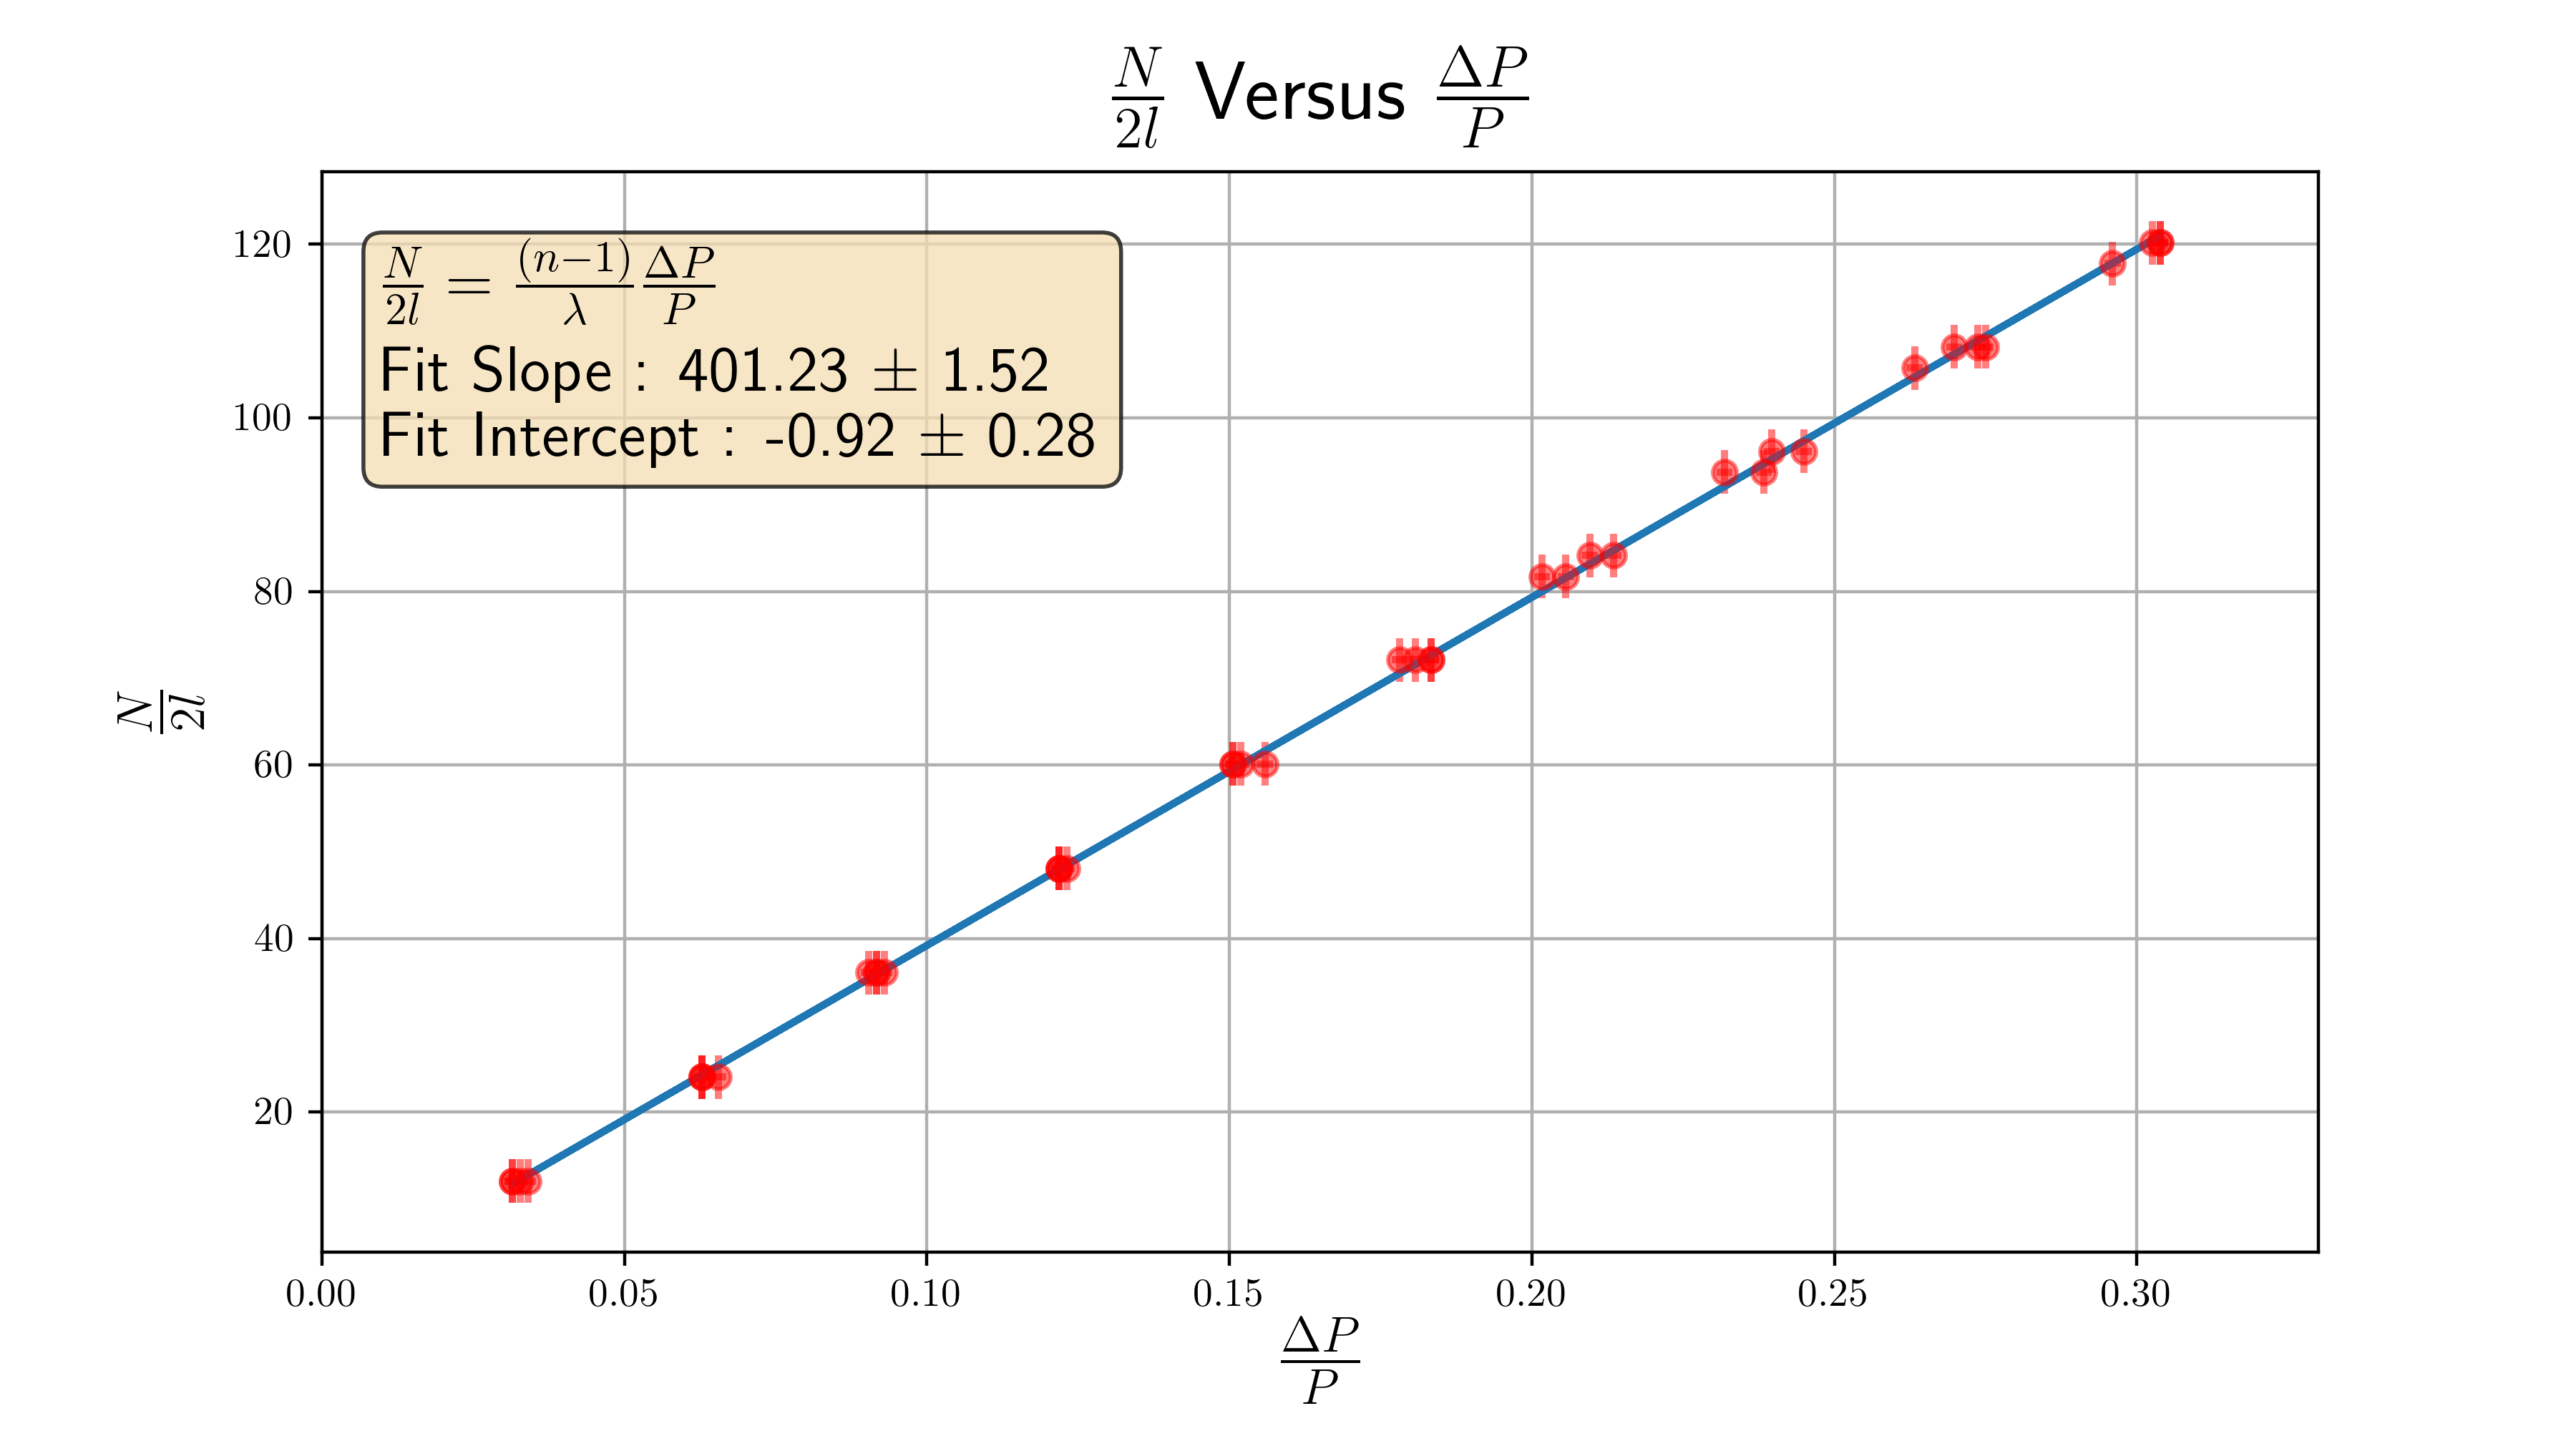 N/2l Versus ΔP/P
N/2l = (n−1)/λ ΔP/P
Fit Slope : 401.23 ± 1.52
Fit Intercept : -0.92 ± 0.28
120
100
80
60
40
20
N/2l
0.00 0.05 0.10 0.15 0.20 0.25 0.30
ΔP/P